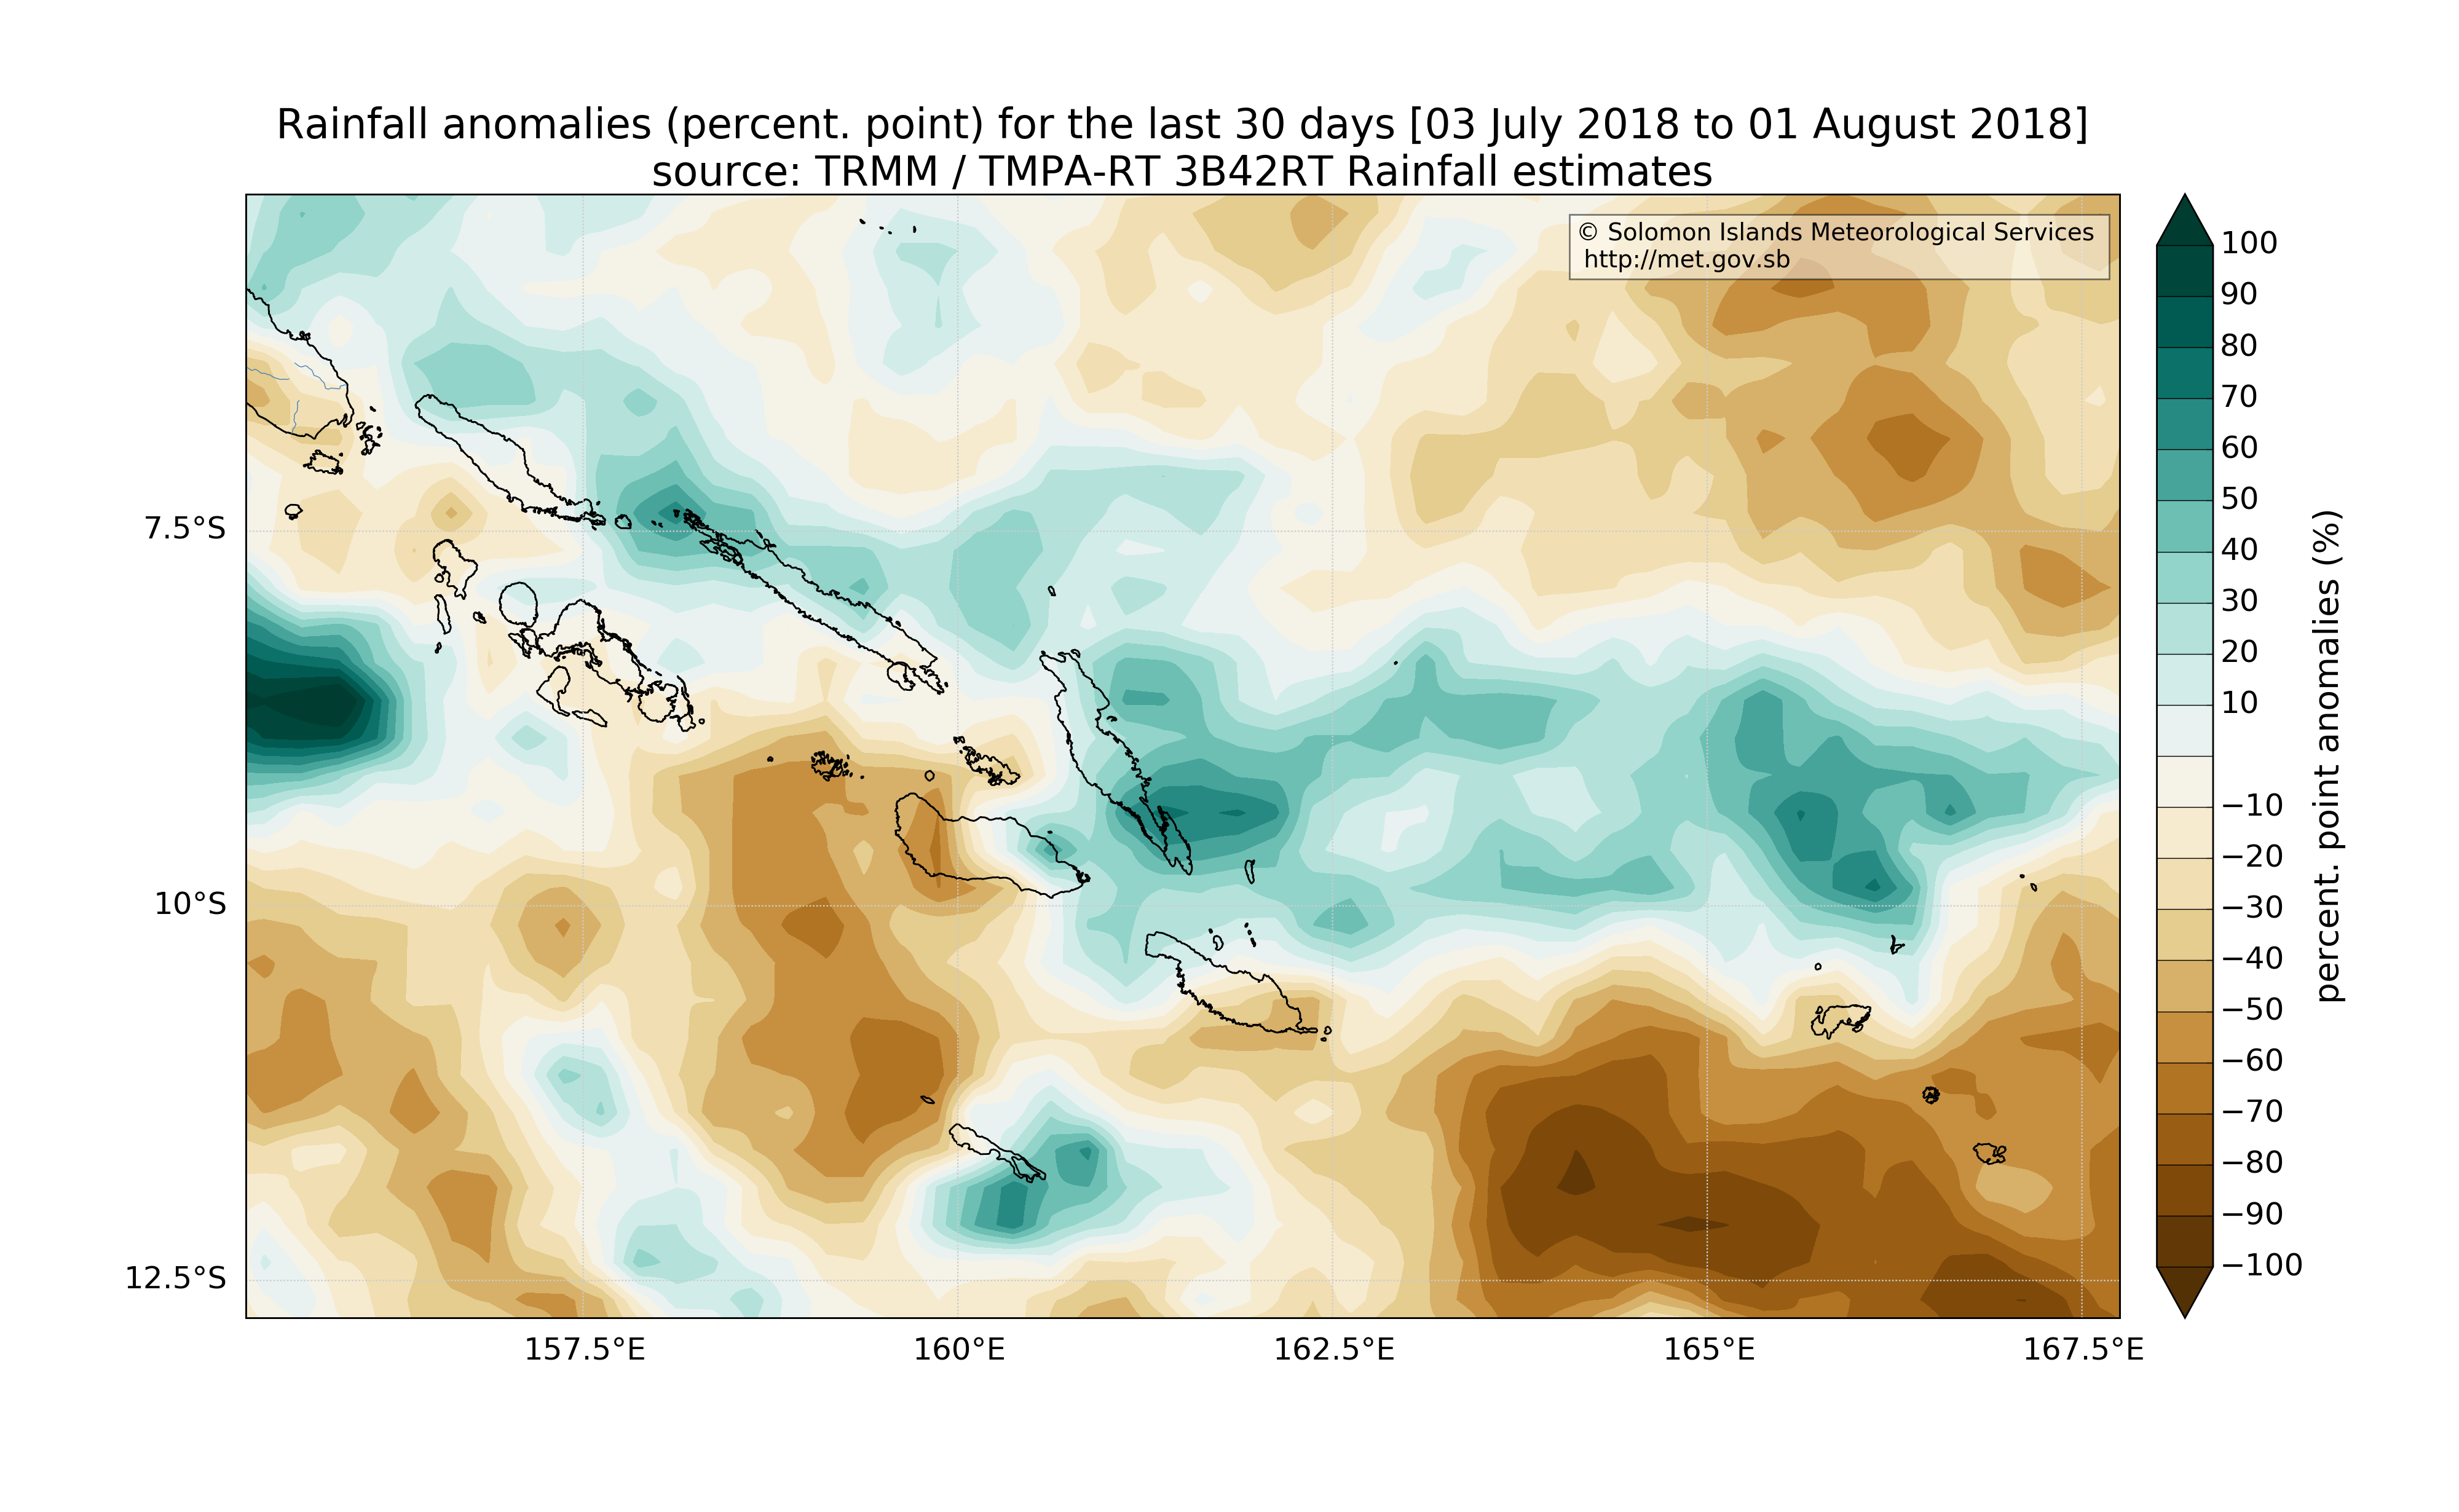 Rainfall anomalies (percent. point) for the last 30 days [03 July 2018 to 01 August 2018]
source: TRMM / TMPA-RT 3B42RT Rainfall estimates
© Solomon Islands Meteorological Services
http://met.gov.sb
7.5°S
10°S
12.5°S
157.5°E
160°E
162.5°E
165°E
167.5°E
100
90
80
70
60
50
40
30
20
10
−10
−20
−30
−40
−50
−60
−70
−80
−90
−100
percent. point anomalies (%)